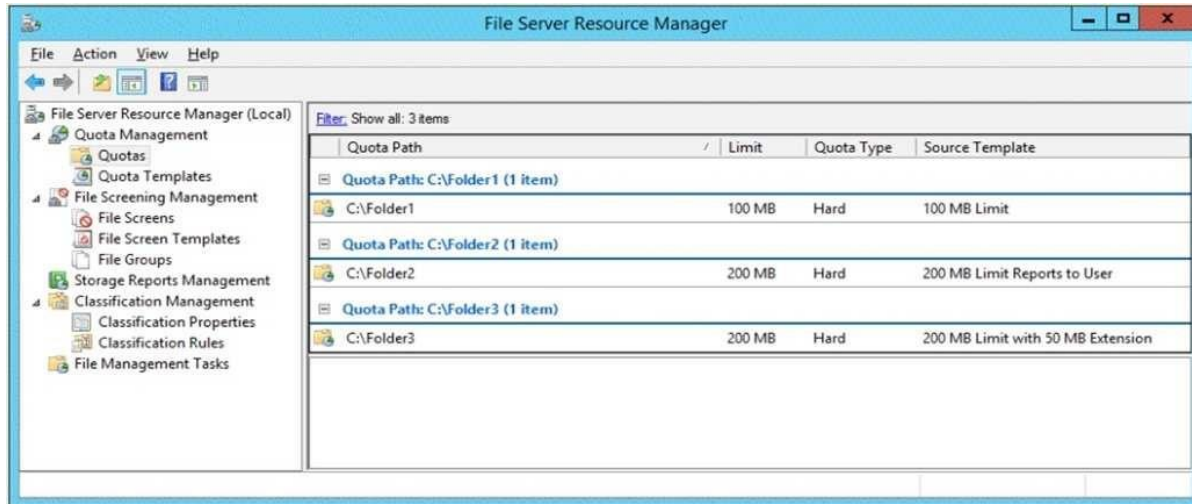 File Server Resource Manager
File Action View Help
File Server Resource Manager (Local)
Quota Management
Quotas
Quota Templates
File Screening Management
File Screens
File Screen Templates
File Groups
Storage Reports Management
Classification Management
Classification Properties
Classification Rules
File Management Tasks
Filter: Show all: 3 items
Quota Path / Limit Quota Type Source Template
Quota Path: C:\Folder1 (1 item)
C:\Folder1 100 MB Hard 100 MB Limit
Quota Path: C:\Folder2 (1 item)
C:\Folder2 200 MB Hard 200 MB Limit Reports to User
Quota Path: C:\Folder3 (1 item)
C:\Folder3 200 MB Hard 200 MB Limit with 50 MB Extension